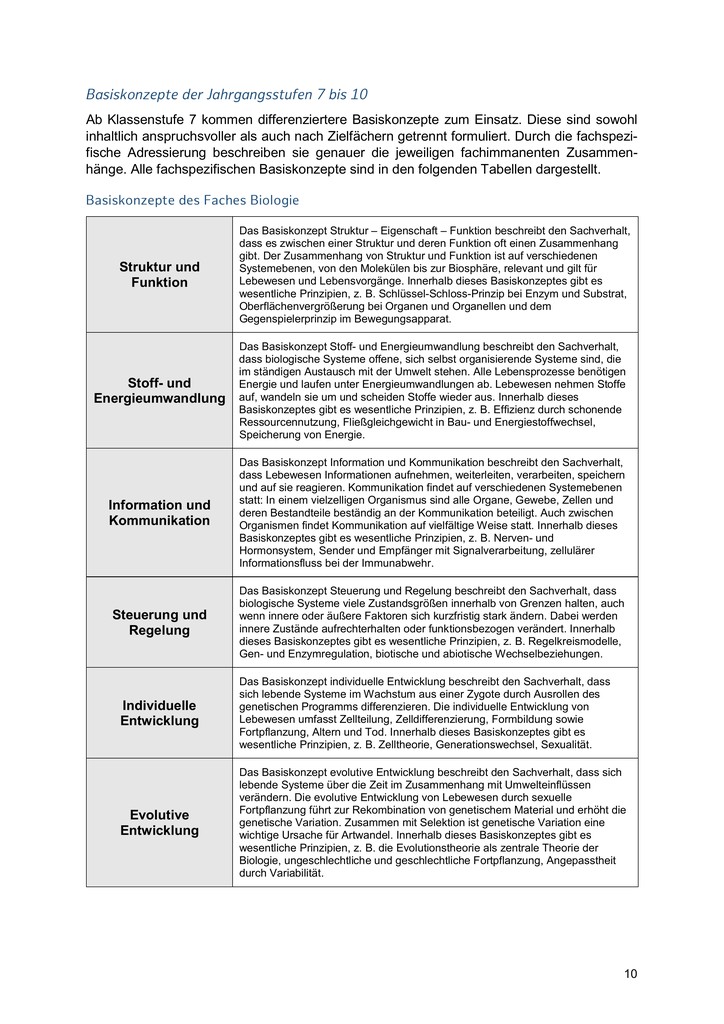 Basiskonzepte der Jahrgangsstufen 7 bis 10
Ab Klassenstufe 7 kommen differenziertere Basiskonzepte zum Einsatz. Diese sind sowohl
inhaltlich anspruchsvoller als auch nach Zielfächern getrennt formuliert. Durch die fachspezi-
fische Adressierung beschreiben sie genauer die jeweiligen fachimmanenten Zusammen-
hänge. Alle fachspezifischen Basiskonzepte sind in den folgenden Tabellen dargestellt.
Basiskonzepte des Faches Biologie
Struktur und
Funktion
Das Basiskonzept Struktur – Eigenschaft – Funktion beschreibt den Sachverhalt,
dass es zwischen einer Struktur und deren Funktion oft einen Zusammenhang
gibt. Der Zusammenhang von Struktur und Funktion ist auf verschiedenen
Systemebenen, von den Molekülen bis zur Biosphäre, relevant und gilt für
Lebewesen und Lebensvorgänge. Innerhalb dieses Basiskonzeptes gibt es
wesentliche Prinzipien, z. B. Schlüssel-Schloss-Prinzip bei Enzym und Substrat,
Oberflächenvergrößerung bei Organen und Organellen und dem
Gegenspielerprinzip im Bewegungsapparat.
Stoff- und
Energieumwandlung
Das Basiskonzept Stoff- und Energieumwandlung beschreibt den Sachverhalt,
dass biologische Systeme offene, sich selbst organisierende Systeme sind, die
im ständigen Austausch mit der Umwelt stehen. Alle Lebensprozesse benötigen
Energie und laufen unter Energieumwandlungen ab. Lebewesen nehmen Stoffe
auf, wandeln sie um und scheiden Stoffe wieder aus. Innerhalb dieses
Basiskonzeptes gibt es wesentliche Prinzipien, z. B. Effizienz durch schonende
Ressourcennutzung, Fließgleichgewicht in Bau- und Energiestoffwechsel,
Speicherung von Energie.
Information und
Kommunikation
Das Basiskonzept Information und Kommunikation beschreibt den Sachverhalt,
dass Lebewesen Informationen aufnehmen, weiterleiten, verarbeiten, speichern
und auf sie reagieren. Kommunikation findet auf verschiedenen Systemebenen
statt: In einem vielzelligen Organismus sind alle Organe, Gewebe, Zellen und
deren Bestandteile beständig an der Kommunikation beteiligt. Auch zwischen
Organismen findet Kommunikation auf vielfältige Weise statt. Innerhalb dieses
Basiskonzeptes gibt es wesentliche Prinzipien, z. B. Nerven- und
Hormonsystem, Sender und Empfänger mit Signalverarbeitung, zellulärer
Informationsfluss bei der Immunabwehr.
Steuerung und
Regelung
Das Basiskonzept Steuerung und Regelung beschreibt den Sachverhalt, dass
biologische Systeme viele Zustandsgrößen innerhalb von Grenzen halten, auch
wenn innere oder äußere Faktoren sich kurzfristig stark ändern. Dabei werden
innere Zustände aufrechterhalten oder funktionsbezogen verändert. Innerhalb
dieses Basiskonzeptes gibt es wesentliche Prinzipien, z. B. Regelkreismodelle,
Gen- und Enzymregulation, biotische und abiotische Wechselbeziehungen.
Individuelle
Entwicklung
Das Basiskonzept individuelle Entwicklung beschreibt den Sachverhalt, dass
sich lebende Systeme im Wachstum aus einer Zygote durch Ausrollen des
genetischen Programms differenzieren. Die individuelle Entwicklung von
Lebewesen umfasst Zellteilung, Zelldifferenzierung, Formbildung sowie
Fortpflanzung, Altern und Tod. Innerhalb dieses Basiskonzeptes gibt es
wesentliche Prinzipien, z. B. Zelltheorie, Generationswechsel, Sexualität.
Evolutive
Entwicklung
Das Basiskonzept evolutive Entwicklung beschreibt den Sachverhalt, dass sich
lebende Systeme über die Zeit im Zusammenhang mit Umwelteinflüssen
verändern. Die evolutive Entwicklung von Lebewesen durch sexuelle
Fortpflanzung führt zur Rekombination von genetischem Material und erhöht die
genetische Variation. Zusammen mit Selektion ist genetische Variation eine
wichtige Ursache für Artwandel. Innerhalb dieses Basiskonzeptes gibt es
wesentliche Prinzipien, z. B. die Evolutionstheorie als zentrale Theorie der
Biologie, ungeschlechtliche und geschlechtliche Fortpflanzung, Angepasstheit
durch Variabilität.
10